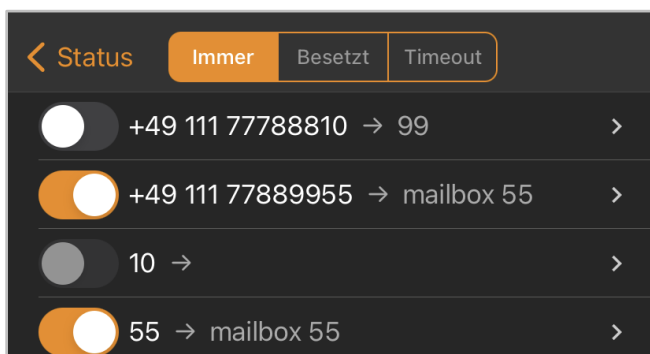 Status Immer Besetzt Timeout
+49 111 77788810 → 99
+49 111 77889955 → mailbox 55
10 →
55 → mailbox 55